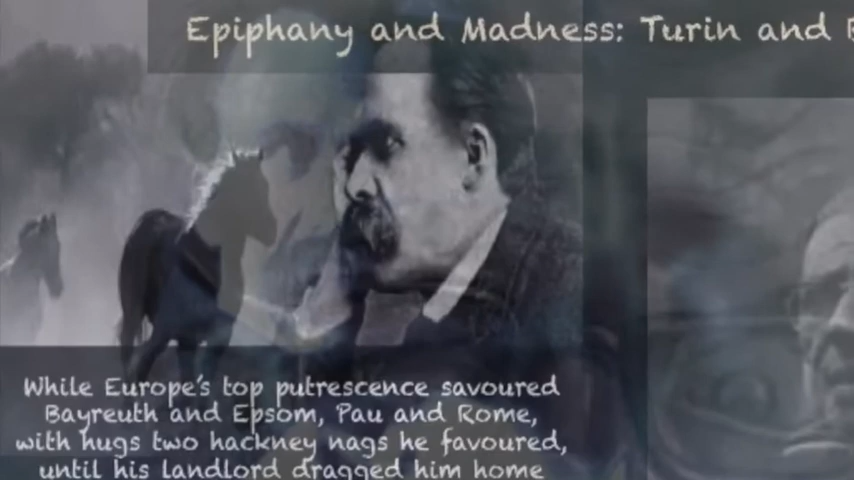 Epiphany and Madness: Turin and
While Europe's top putrescence savoured
Bayreuth and Epsom, Pau and Rome,
with hugs two hackney nags he favoured,
until his landlord dragged him home